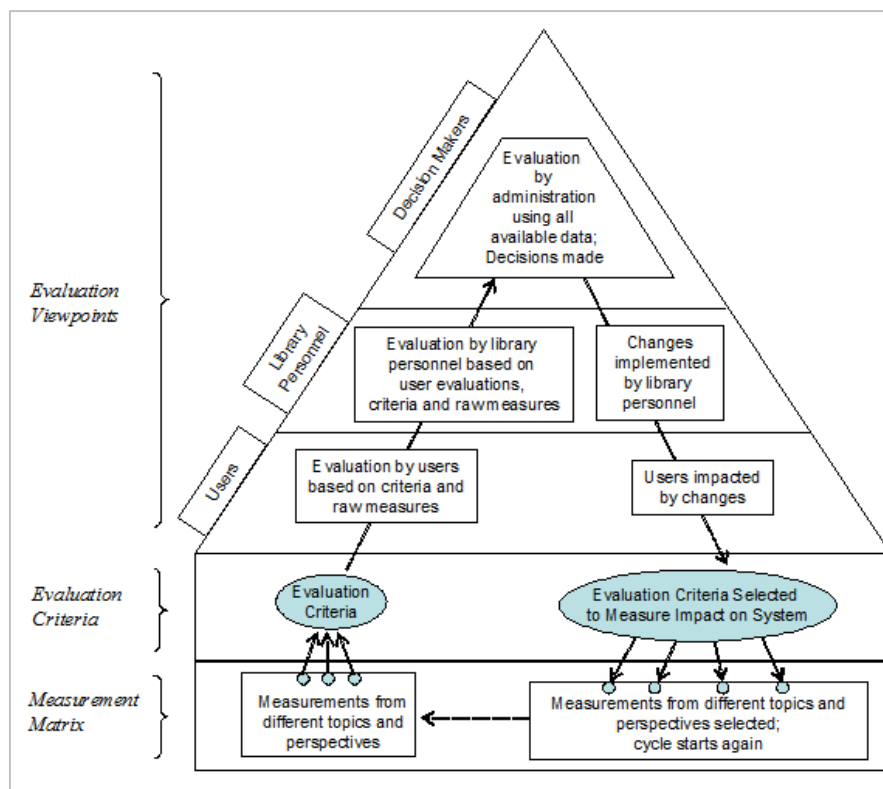 Decision Makers
Evaluation
by
administration
using all
available data;
Decisions made
Evaluation
Viewpoints
Library
Personnel
Evaluation by library
personnel based on
user evaluations,
criteria and raw measures
Changes
implemented
by library
personnel
Users
Evaluation by users
based on criteria and
raw measures
Users impacted
by changes
Evaluation
Criteria
Evaluation
Criteria
Evaluation Criteria Selected
to Measure Impact on System
Measurement
Matrix
Measurements from
different topics and
perspectives
Measurements from different topics and
perspectives selected;
cycle starts again